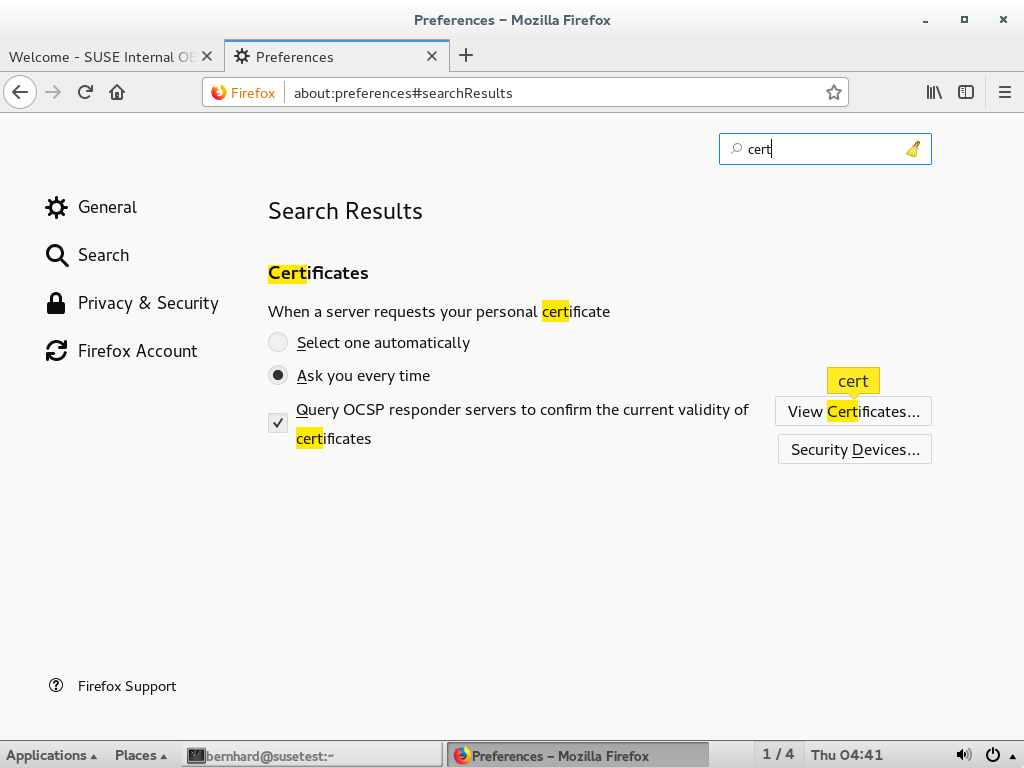 Preferences – Mozilla Firefox
Welcome - SUSE Internal OE
Preferences
Firefox
about:preferences#searchResults
cert
General
Search
Privacy & Security
Firefox Account
Search Results
Certificates
When a server requests your personal certificate
Select one automatically
Ask you every time
Query OCSP responder servers to confirm the current validity of
certificates
cert
View Certificates...
Security Devices...
Firefox Support
Applications
Places
bernhard@susetest:~
Preferences – Mozilla Firefox
1 / 4
Thu 04:41